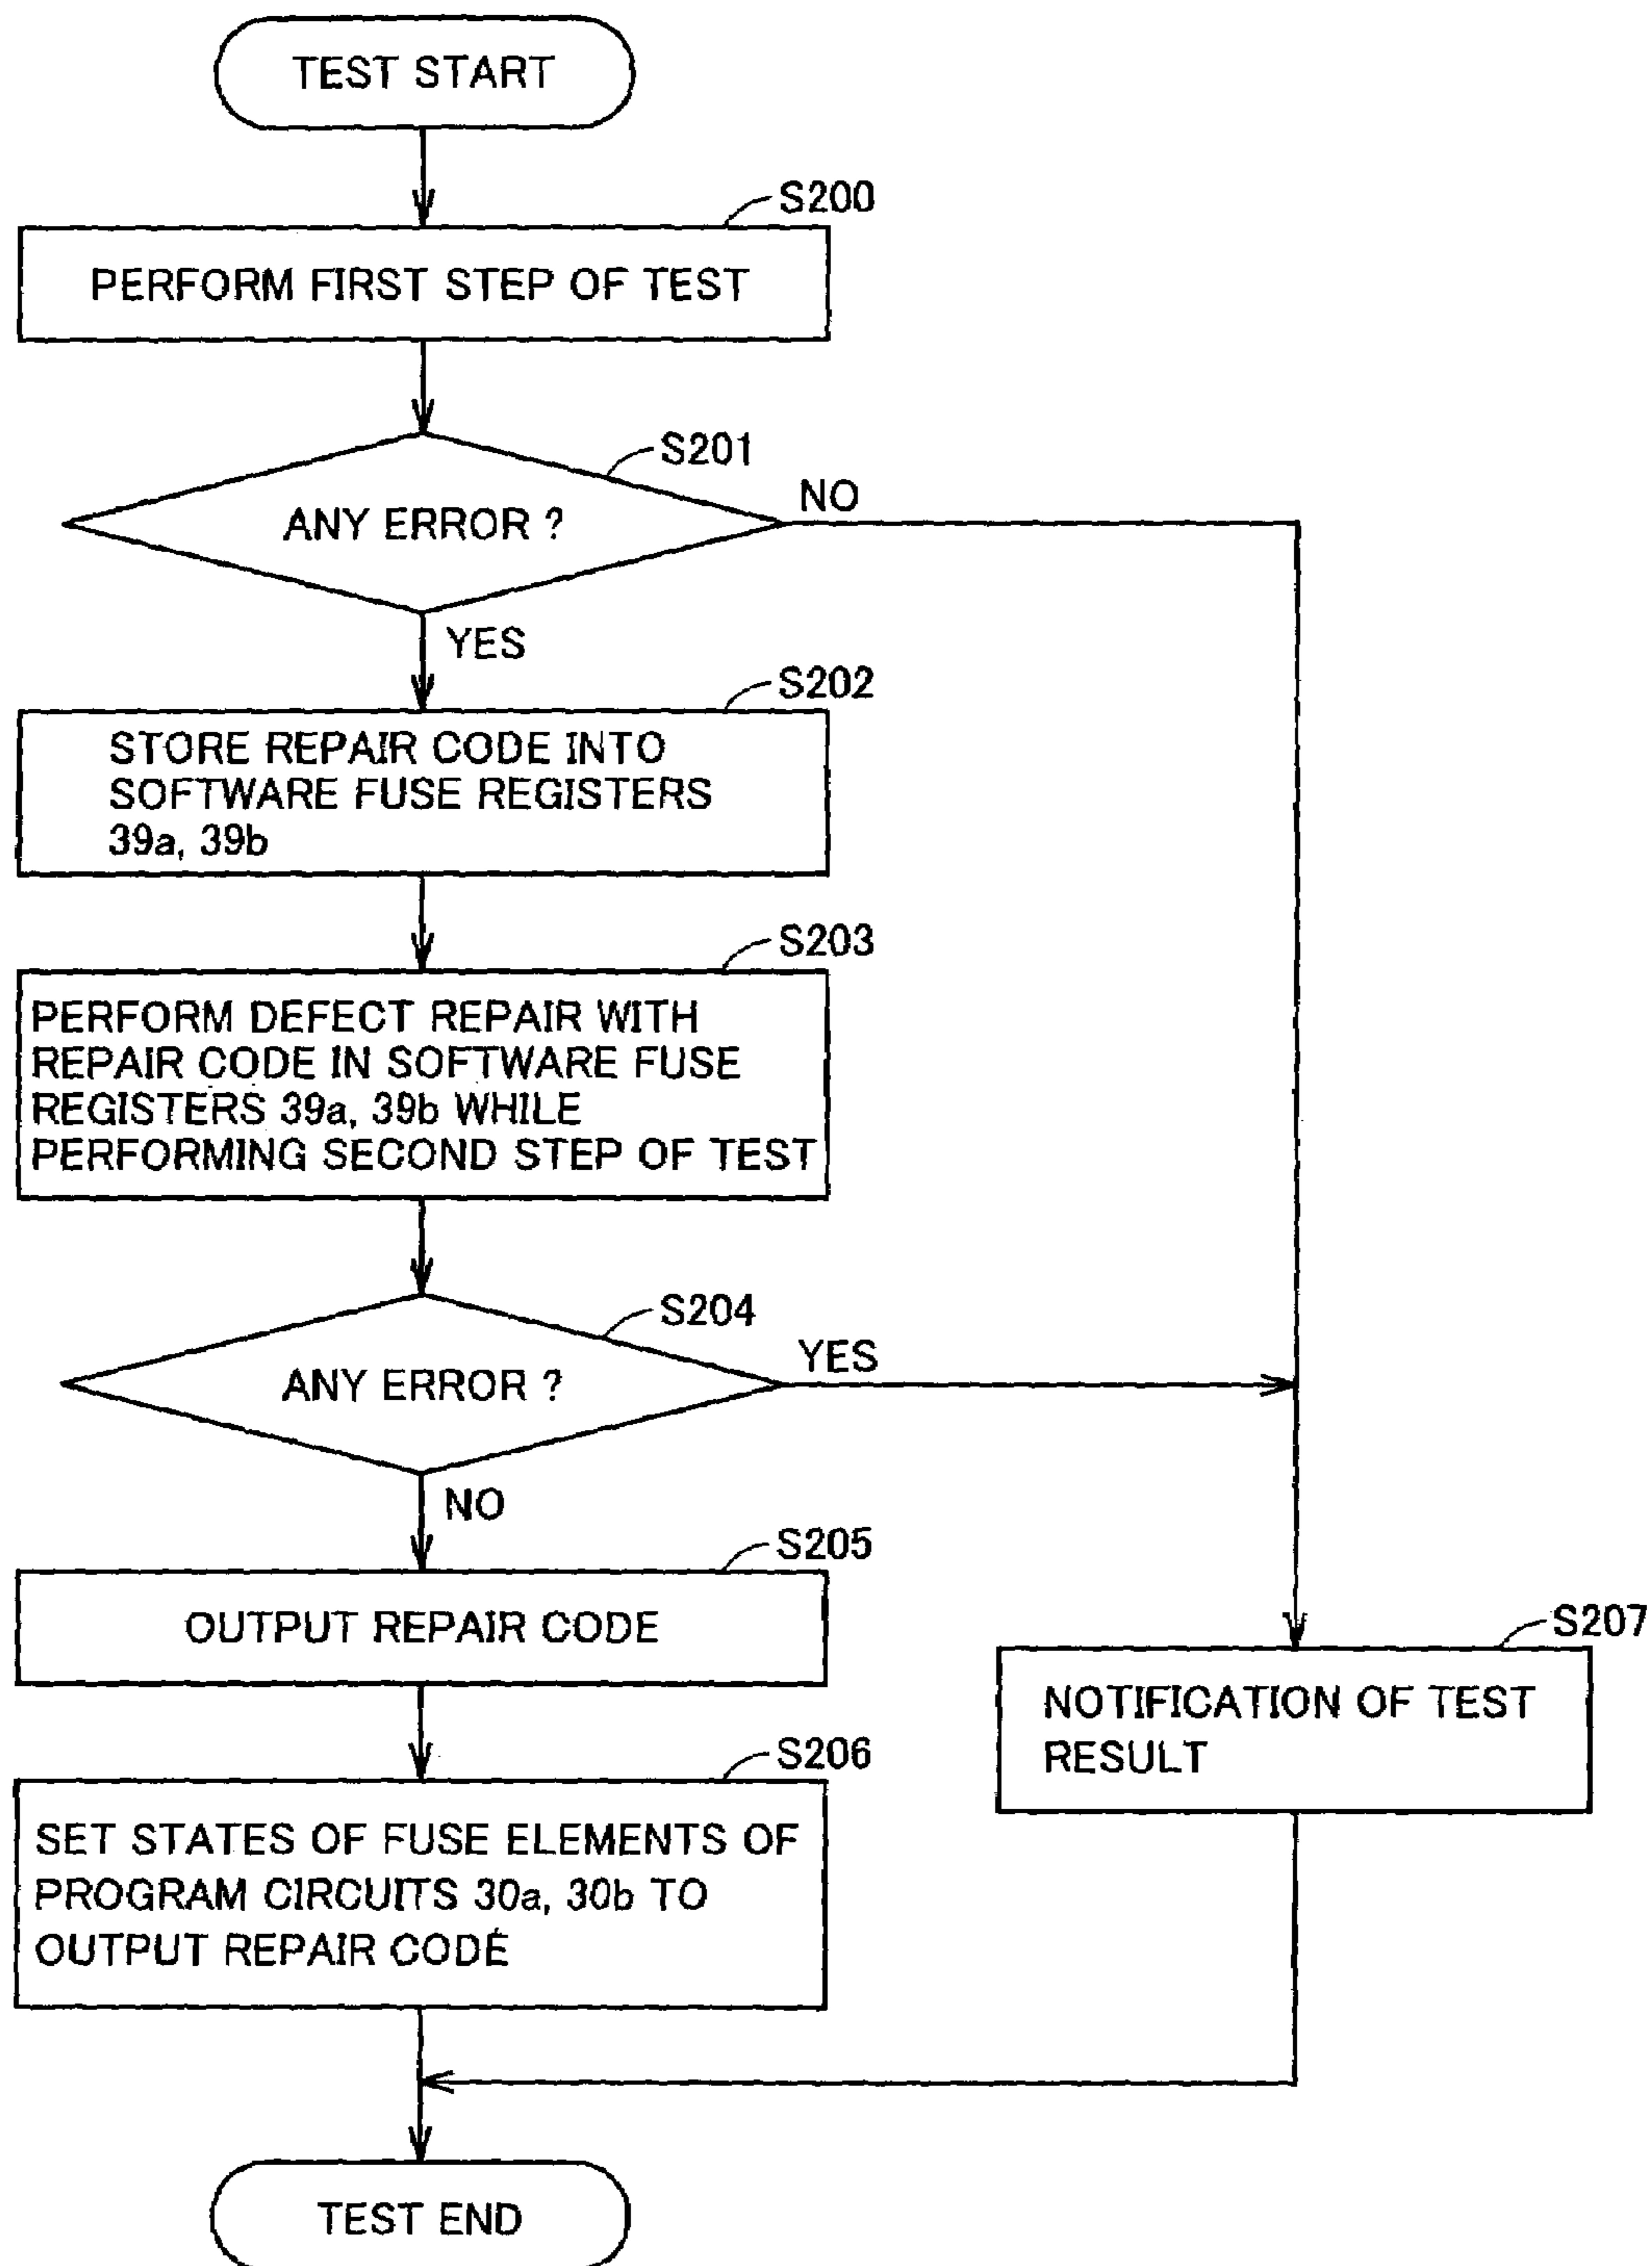 TEST START
S200
PERFORM FIRST STEP OF TEST
S201
ANY ERROR ?
NO
YES
S202
STORE REPAIR CODE INTO
SOFTWARE FUSE REGISTERS
39a, 39b
S203
PERFORM DEFECT REPAIR WITH
REPAIR CODE IN SOFTWARE FUSE
REGISTERS 39a, 39b WHILE
PERFORMING SECOND STEP OF TEST
S204
ANY ERROR ?
YES
NO
S205
OUTPUT REPAIR CODE
S207
NOTIFICATION OF TEST
RESULT
S206
SET STATES OF FUSE ELEMENTS OF
PROGRAM CIRCUITS 30a, 30b TO
OUTPUT REPAIR CODE
TEST END